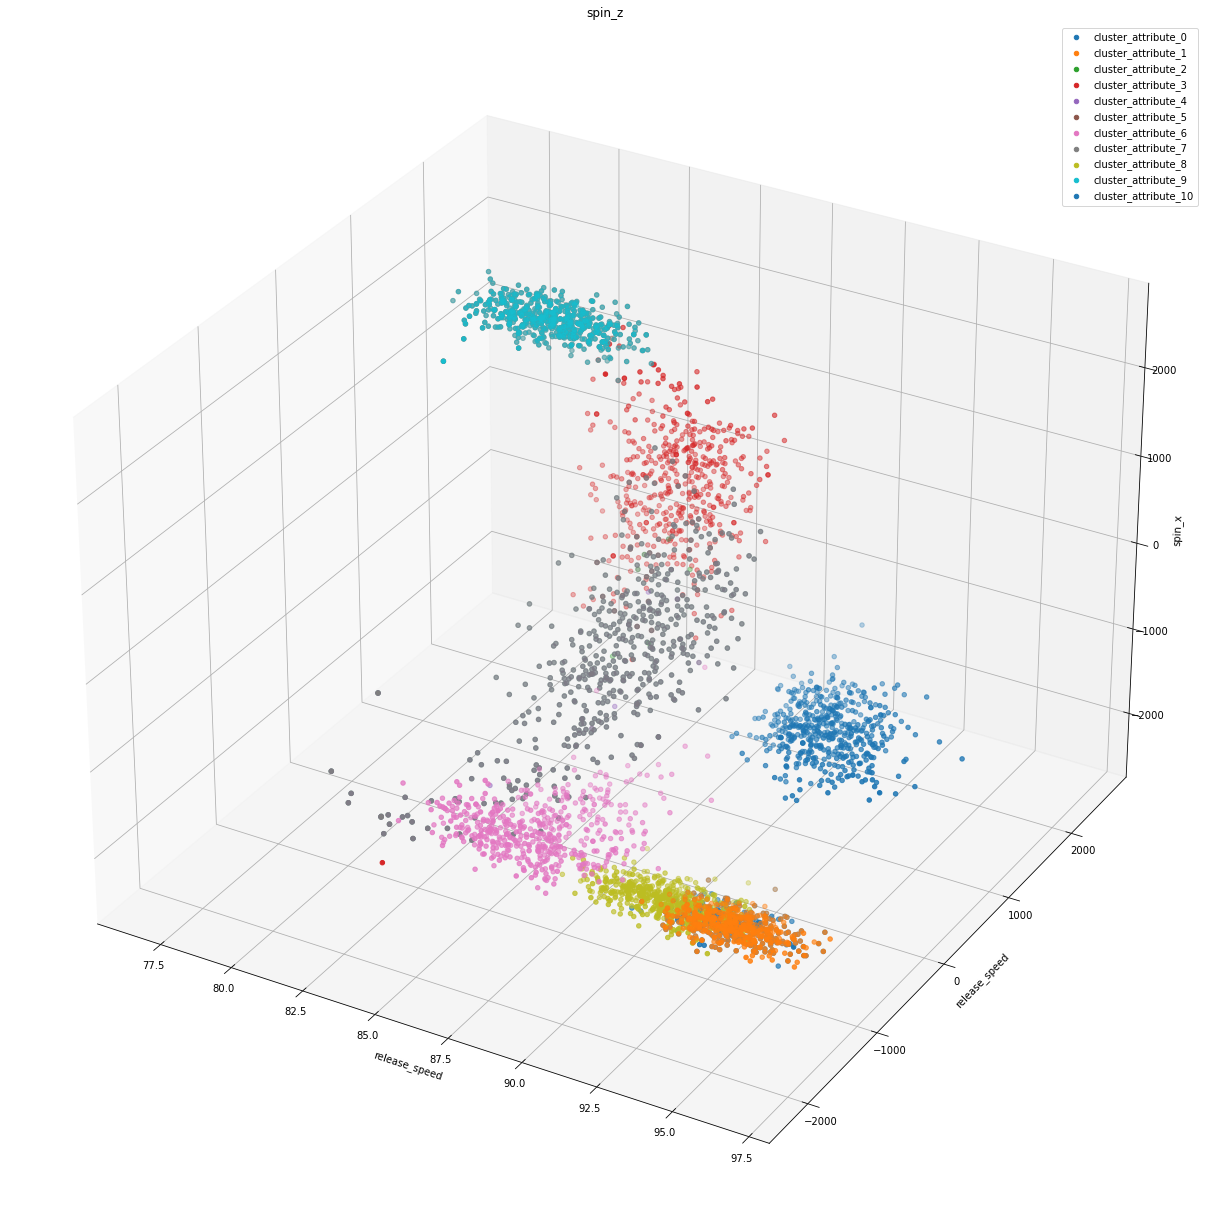 spin_z
cluster_attribute_0
cluster_attribute_1
cluster_attribute_2
cluster_attribute_3
cluster_attribute_4
cluster_attribute_5
cluster_attribute_6
cluster_attribute_7
cluster_attribute_8
cluster_attribute_9
cluster_attribute_10
2000
1000
0
−1000
−2000
spin_x
2000
1000
0
−1000
−2000
release_speed
77.5
80.0
82.5
85.0
87.5
90.0
92.5
95.0
97.5
release_speed